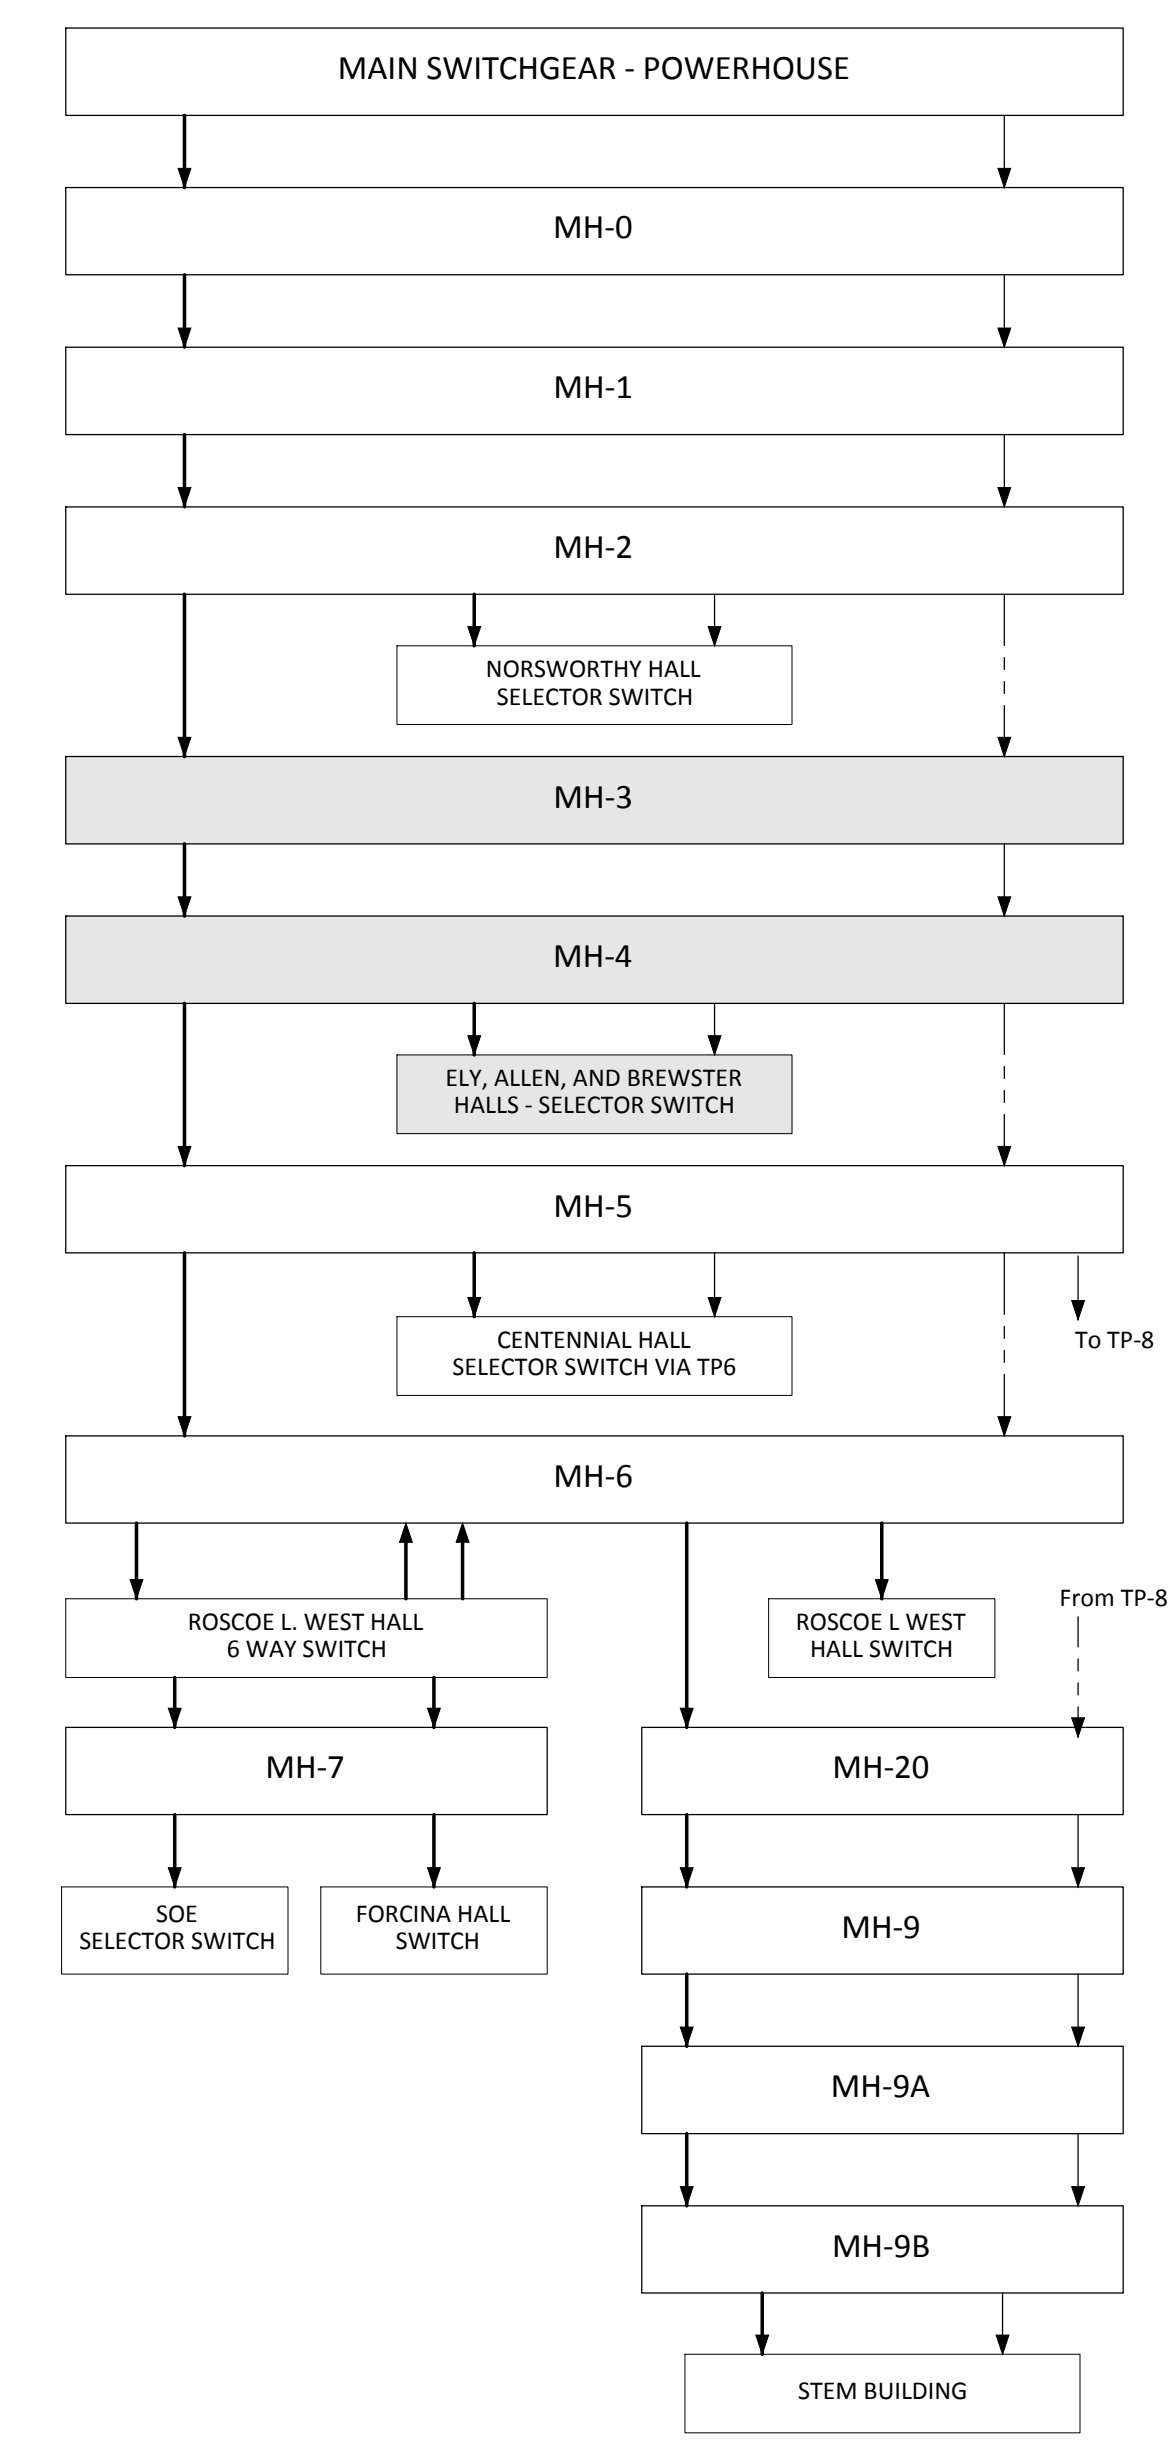 MAIN SWITCHGEAR - POWERHOUSE
MH-0
MH-1
MH-2
NORSWORTHY HALL
SELECTOR SWITCH
MH-3
MH-4
ELY, ALLEN, AND BREWSTER
HALLS - SELECTOR SWITCH
MH-5
CENTENNIAL HALL
SELECTOR SWITCH VIA TP6
To TP-8
MH-6
ROSCOE L. WEST HALL
6 WAY SWITCH
ROSCOE L WEST
HALL SWITCH
From TP-8
MH-7
MH-20
SOE
SELECTOR SWITCH
FORCINA HALL
SWITCH
MH-9
MH-9A
MH-9B
STEM BUILDING